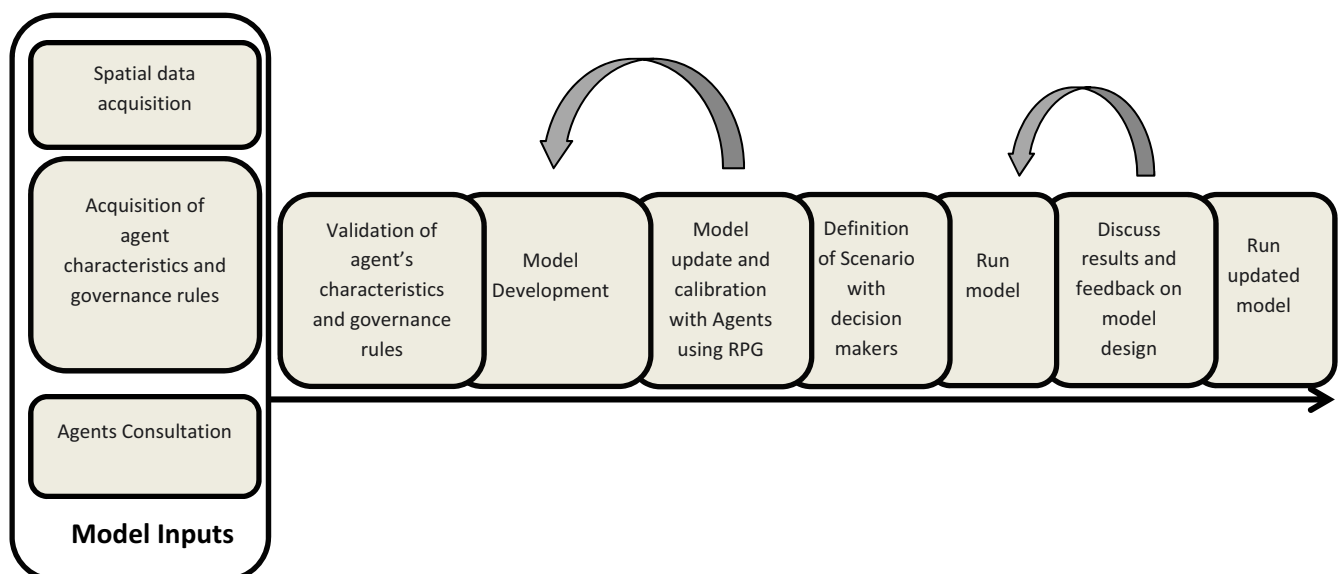 Spatial data
acquisition
Acquisition of
agent
characteristics and
governance rules
Agents Consultation
Model Inputs
Validation of
agent's
characteristics
and governance
rules
Model
Development
Model
update and
calibration
with Agents
using RPG
Definition
of Scenario
with
decision
makers
Run
model
Discuss
results and
feedback on
model
design
Run
updated
model